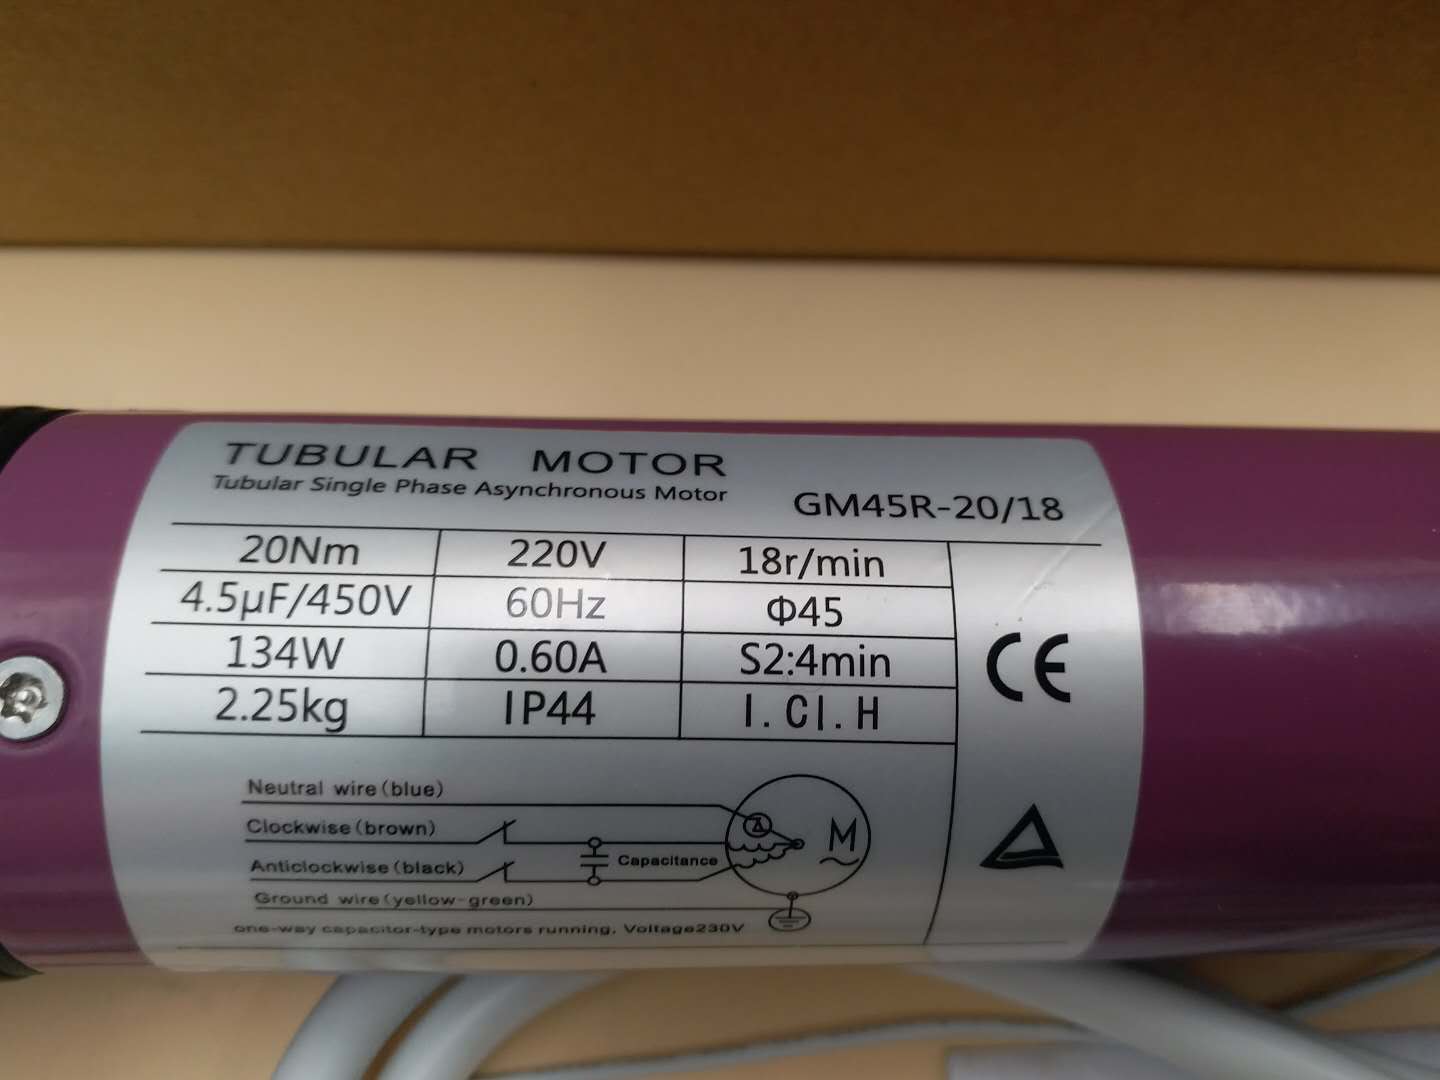 TUBULAR MOTOR
Tubular Single Phase Asynchronous Motor
GM45R-20/18
20Nm 220V 18r/min
4.5μF/450V 60Hz Φ45
134W 0.60A S2:4min
2.25kg IP44 I.Cl.H
CE
Neutral wire(blue)
Clockwise(brown)
Anticlockwise(black)
Capacitance
M
Ground wire(yellow-green)
one-way capacitor-type motors running, Voltage230V